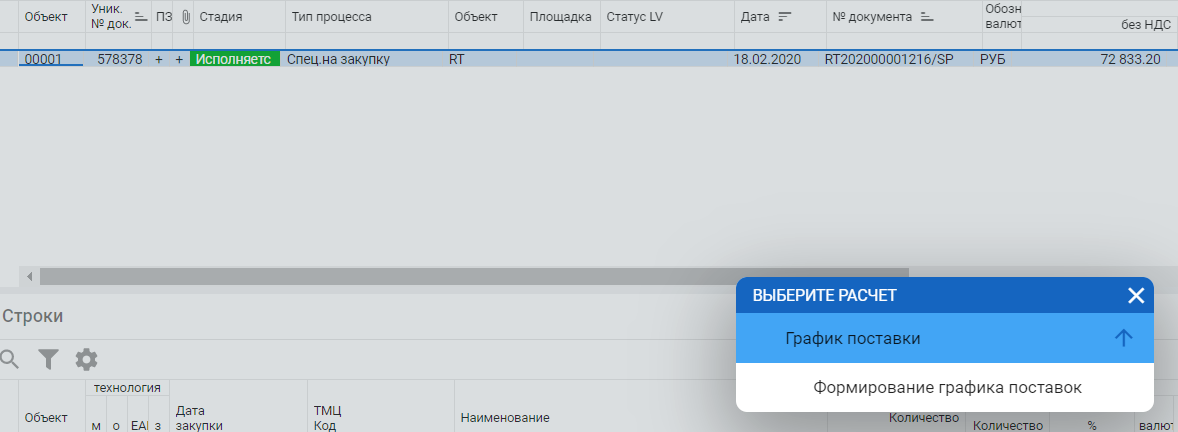 Объект Уник. № док. ПЗ Стадия Тип процесса Объект Площадка Статус LV Дата № документа Обозн валют без НДС
00001 578378 + + Исполняетс Спец.на закупку RT 18.02.2020 RT202000001216/SP РУБ 72 833.20
ВЫБЕРИТЕ РАСЧЕТ
Строки
График поставки
Формирование графика поставок
технология
Объект м о EAI з Дата закупки ТМЦ Код Наименование Количество Количество % валют